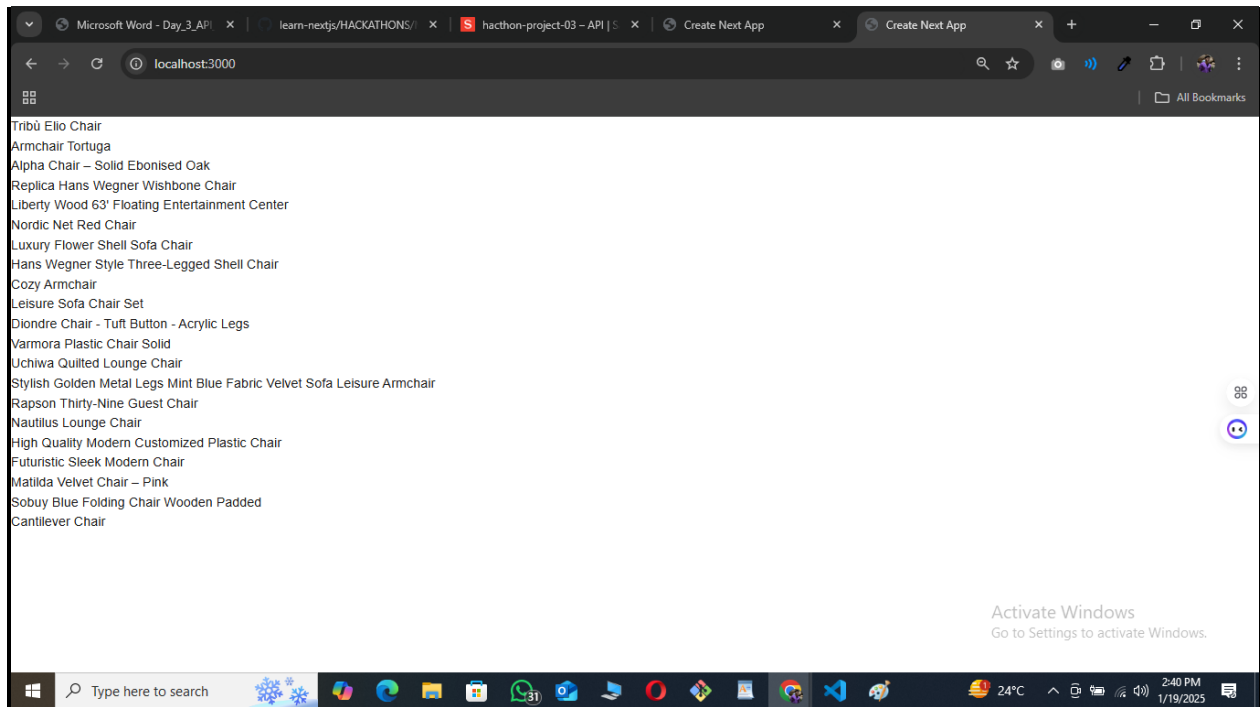 Microsoft Word - Day_3_API
learn-nextjs/HACKATHONS/
S hacthon-project-03 – API | S
Create Next App
Create Next App
localhost:3000
All Bookmarks
Tribù Elio Chair
Armchair Tortuga
Alpha Chair – Solid Ebonised Oak
Replica Hans Wegner Wishbone Chair
Liberty Wood 63' Floating Entertainment Center
Nordic Net Red Chair
Luxury Flower Shell Sofa Chair
Hans Wegner Style Three-Legged Shell Chair
Cozy Armchair
Leisure Sofa Chair Set
Diondre Chair - Tuft Button - Acrylic Legs
Varmora Plastic Chair Solid
Uchiwa Quilted Lounge Chair
Stylish Golden Metal Legs Mint Blue Fabric Velvet Sofa Leisure Armchair
Rapson Thirty-Nine Guest Chair
Nautilus Lounge Chair
High Quality Modern Customized Plastic Chair
Futuristic Sleek Modern Chair
Matilda Velvet Chair – Pink
Sobuy Blue Folding Chair Wooden Padded
Cantilever Chair
Activate Windows
Go to Settings to activate Windows.
Type here to search
31
1
24°C
2:40 PM
1/19/2025